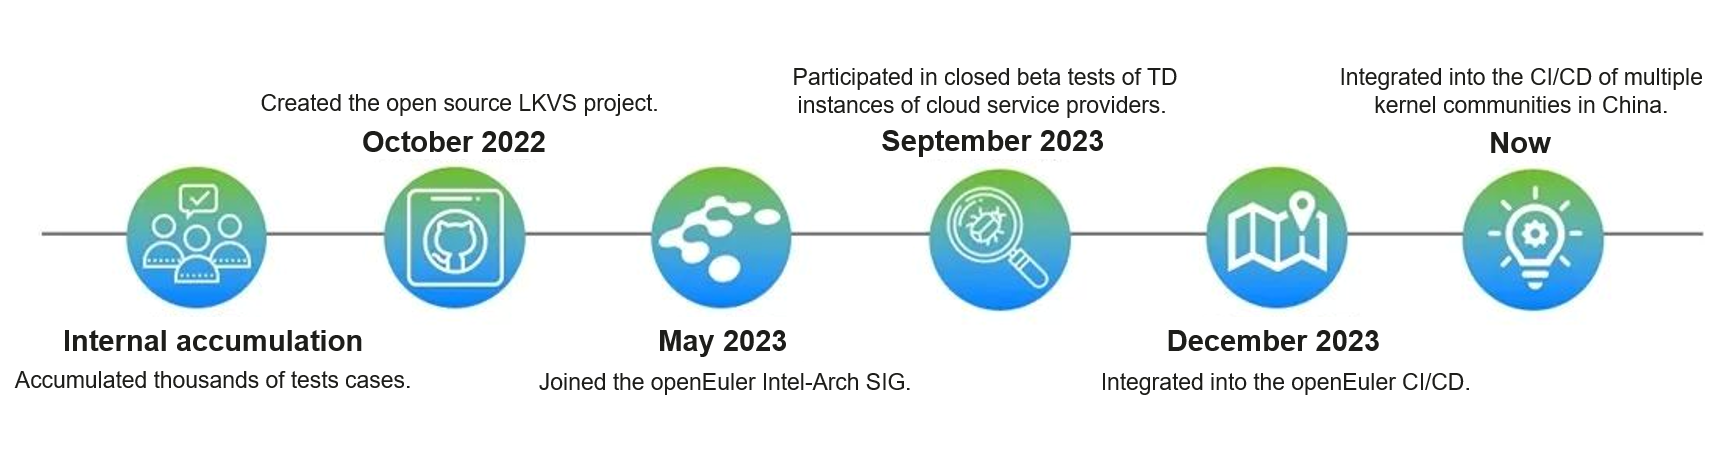 Internal accumulation
Accumulated thousands of tests cases.
Created the open source LKVS project.
October 2022
May 2023
Joined the openEuler Intel-Arch SIG.
Participated in closed beta tests of TD
instances of cloud service providers.
September 2023
December 2023
Integrated into the openEuler CI/CD.
Integrated into the CI/CD of multiple
kernel communities in China.
Now